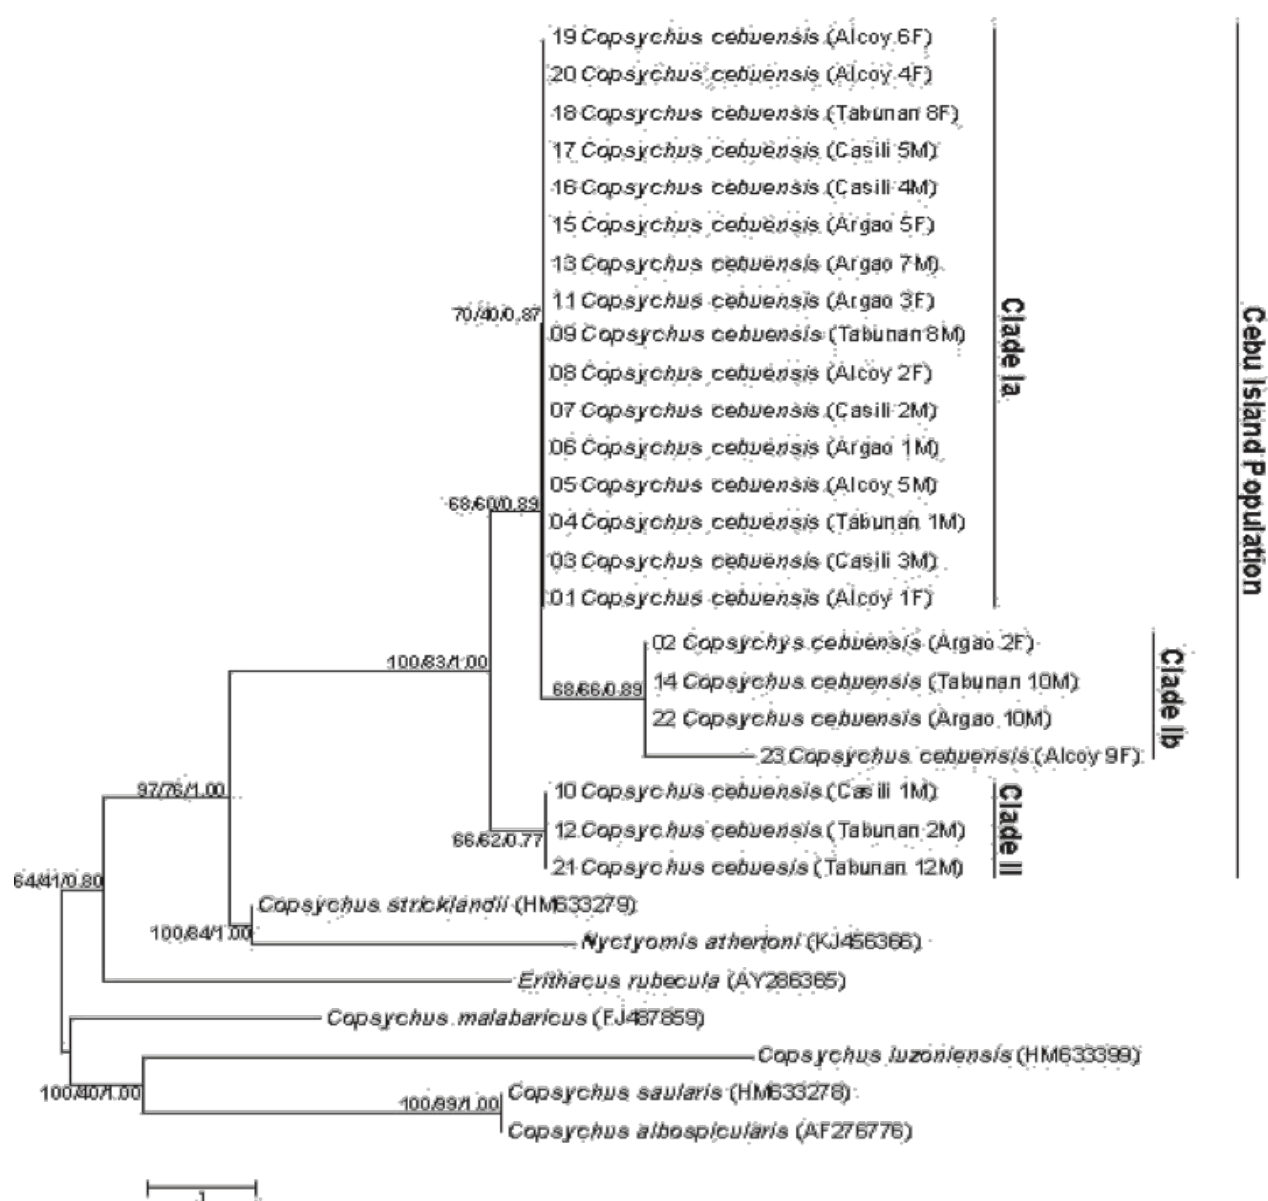 19 Copsychus cebuensis (Alcoy 6F)
20 Copsychus cebuensis (Alcoy 4F)
18 Copsychus cebuensis (Tabunan 8F)
17 Copsychus cebuensis (Casili 5M)
16 Copsychus cebuensis (Casili 4M)
15 Copsychus cebuensis (Argao 5F)
13 Copsychus cebuensis (Argao 7M)
11 Copsychus cebuensis (Argao 3F)
70/40/0.87
09 Copsychus cebuensis (Tabunan 8M)
08 Copsychus cebuensis (Alcoy 2F)
07 Copsychus cebuensis (Casili 2M)
06 Copsychus cebuensis (Argao 1M)
05 Copsychus cebuensis (Alcoy 5M)
68/60/0.89
04 Copsychus cebuensis (Tabunan 1M)
03 Copsychus cebuensis (Casili 3M)
01 Copsychus cebuensis (Alcoy 1F)
Clade Ia
Cebu Island Population
02 Copsychys cebuensis (Argao 2F)
100/83/1.00
14 Copsychus cebuensis (Tabunan 10M)
68/66/0.89
22 Copsychus cebuensis (Argao 10M)
23 Copsychus cebuensis (Alcoy 9F)
Clade Ib
97/76/1.00
10 Copsychus cebuensis (Casili 1M)
12 Copsychus cebuensis (Tabunan 2M)
66/62/0.77
21 Copsychus cebuesis (Tabunan 12M)
Clade II
64/41/0.80
Copsychus stricklandii (HM633279)
100/84/1.00
Nyctyornis athertoni (KJ456366)
Erithacus rubecula (AY286365)
Copsychus malabaricus (FJ487859)
Copsychus luzoniensis (HM633399)
100/40/1.00
Copsychus saularis (HM633278)
100/99/1.00
Copsychus albospicularis (AF276776)